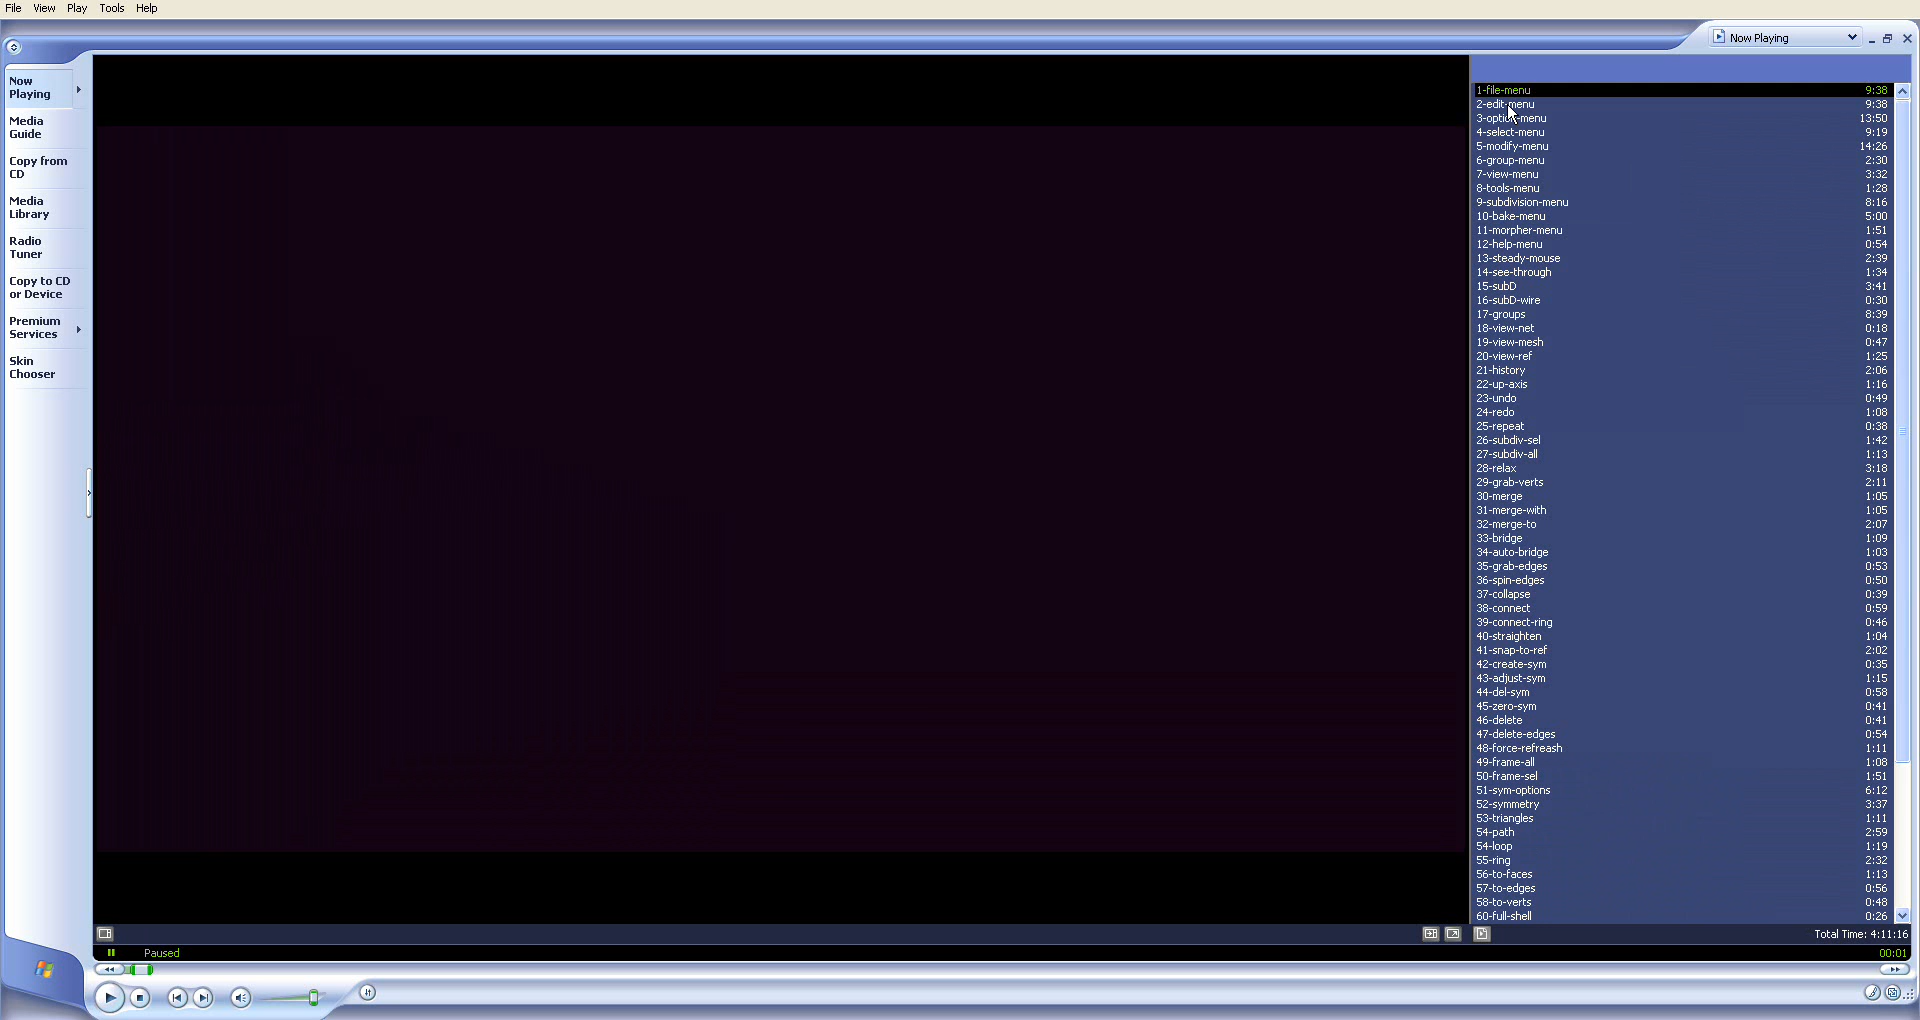 File View Play Tools Help
Now Playing
Now
Playing
Media
Guide
Copy from
CD
Media
Library
Radio
Tuner
Copy to CD
or Device
Premium
Services
Skin
Chooser
1-file-menu 9:38
2-edit-menu 9:38
3-option-menu 13:50
4-select-menu 9:19
5-modify-menu 14:26
6-group-menu 2:30
7-view-menu 3:32
8-tools-menu 1:28
9-subdivision-menu 8:16
10-bake-menu 5:00
11-morpher-menu 1:51
12-help-menu 0:54
13-steady-mouse 2:39
14-see-through 1:34
15-subD 3:41
16-subD-wire 0:30
17-groups 8:39
18-view-net 0:18
19-view-mesh 0:47
20-view-ref 1:25
21-history 2:06
22-up-axis 1:16
23-undo 0:49
24-redo 1:08
25-repeat 0:38
26-subdiv-sel 1:42
27-subdiv-all 1:13
28-relax 3:18
29-grab-verts 2:11
30-merge 1:05
31-merge-with 1:05
32-merge-to 2:07
33-bridge 1:09
34-auto-bridge 1:03
35-grab-edges 0:53
36-spin-edges 0:50
37-collapse 0:39
38-connect 0:59
39-connect-ring 0:46
40-straighten 1:04
41-snap-to-ref 2:02
42-create-sym 0:35
43-adjust-sym 1:15
44-del-sym 0:58
45-zero-sym 0:41
46-delete 0:41
47-delete-edges 0:54
48-force-refreash 1:11
49-frame-all 1:08
50-frame-sel 1:51
51-sym-options 6:12
52-symmetry 3:37
53-triangles 1:11
54-path 2:59
54-loop 1:19
55-ring 2:32
56-to-faces 1:13
57-to-edges 0:56
58-to-verts 0:48
60-full-shell 0:26
Total Time: 4:11:16
Paused 00:01